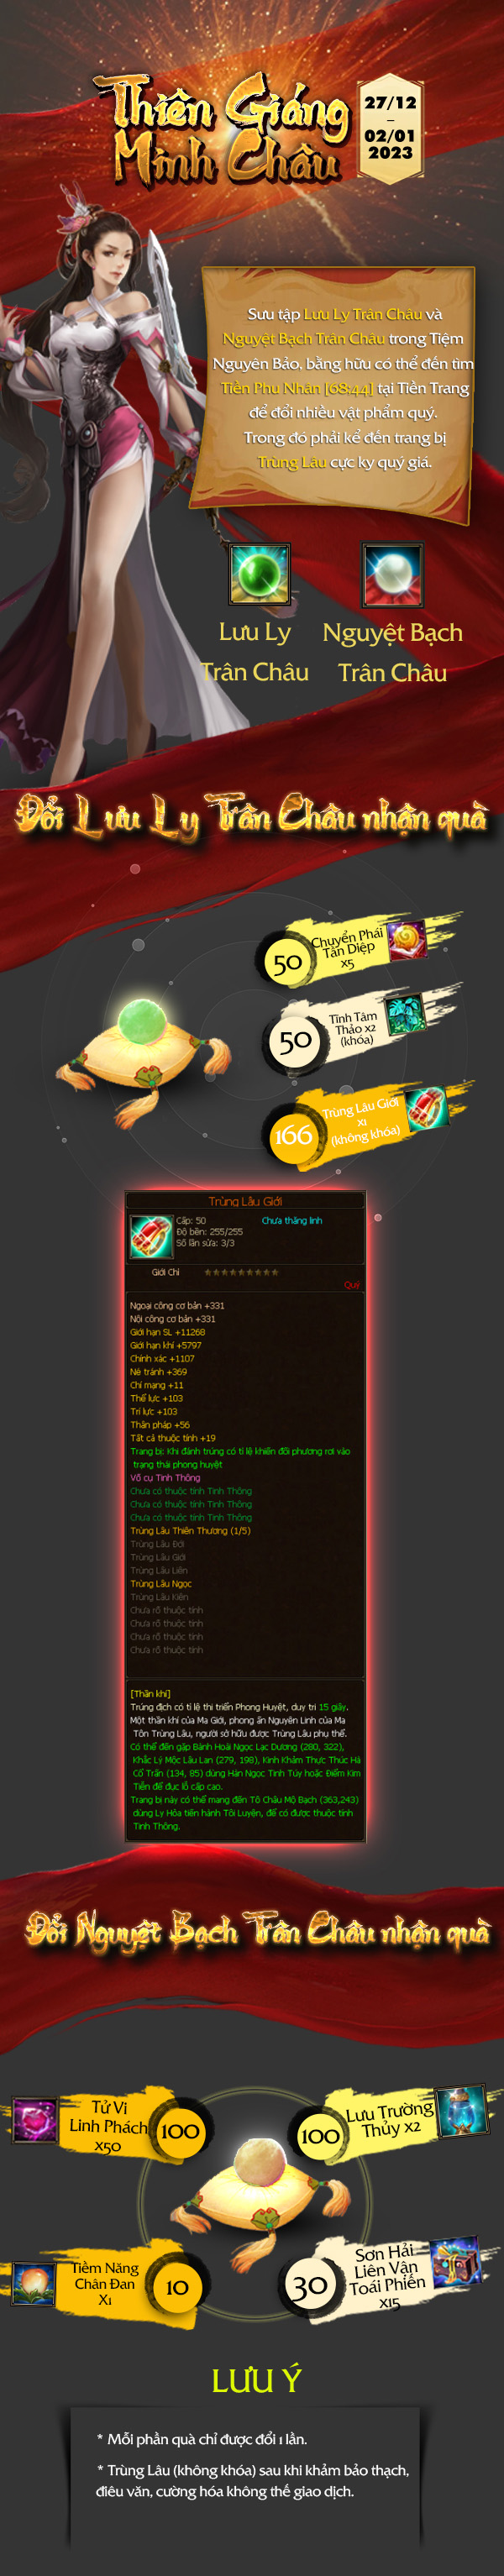 Thiên Giáng
Minh Châu
27/12
–
02/01
2023
Sưu tập Lưu Ly Trân Châu và
Nguyệt Bạch Trân Châu trong Tiệm
Nguyên Bảo, bằng hữu có thể đến tìm
Tiền Phu Nhân [68:44] tại Tiền Trang
để đổi nhiều vật phẩm quý.
Trong đó phải kể đến trang bị
Trùng Lâu cực kỳ quý giá.
Lưu Ly
Trân Châu
Nguyệt Bạch
Trân Châu
Đổi Lưu Ly Trân Châu nhận quà
50
Chuyển Phái
Tán Diệp
x5
50
Tĩnh Tâm
Thảo x2
(khóa)
166
Trùng Lâu Giới
x1
(không khóa)
Trùng Lâu Giới
Cấp: 50
Chưa thăng linh
Độ bền: 255/255
Số lần sửa: 3/3
Giới Chỉ
Quý
Ngoại công cơ bản +331
Nội công cơ bản +331
Giới hạn SL +11268
Giới hạn khí +5797
Chính xác +1107
Né tránh +369
Chí mạng +11
Thể lực +103
Trí lực +103
Thân pháp +56
Tất cả thuộc tính +19
Trang bị: Khi đánh trúng có tỉ lệ khiến đối phương rơi vào
trạng thái phong huyệt
Vồ cụ Tinh Thông
Chưa có thuộc tính Tinh Thông
Chưa có thuộc tính Tinh Thông
Chưa có thuộc tính Tinh Thông
Trùng Lâu Thiên Thương (1/5)
Trùng Lâu Đới
Trùng Lâu Giới
Trùng Lâu Liên
Trùng Lâu Ngọc
Trùng Lâu Kiên
Chưa rõ thuộc tính
Chưa rõ thuộc tính
Chưa rõ thuộc tính
Chưa rõ thuộc tính
[Thần khí]
Trúng địch có tỉ lệ thi triển Phong Huyệt, duy trì 15 giây.
Một thần khí của Ma Giới, phong ấn Nguyên Linh của Ma
Tôn Trùng Lâu, người sở hữu được Trùng Lâu phụ thể.
Có thể đến gặp Bành Hoài Ngọc Lạc Dương (280, 322),
Khắc Lý Mộc Lâu Lan (279, 198), Kinh Khảm Thực Thúc Hà
Cổ Trấn (134, 85) dùng Hàn Ngọc Tinh Túy hoặc Điểm Kim
Tiễn để đục lỗ cấp cao.
Trang bị này có thể mang đến Tô Châu Mộ Bạch (363,243)
dùng Ly Hỏa tiến hành Tôi Luyện, để có được thuộc tính
Tinh Thông.
Đổi Nguyệt Bạch Trân Châu nhận quà
Tử Vi
Linh Phách
x50
100
100
Lưu Trường
Thủy x2
Tiềm Năng
Chân Đan
X1
10
30
Sơn Hải
Liên Vân
Toái Phiến
x15
LƯU Ý
* Mỗi phần quà chỉ được đổi 1 lần.
* Trùng Lâu (không khóa) sau khi khảm bảo thạch,
điêu văn, cường hóa không thể giao dịch.